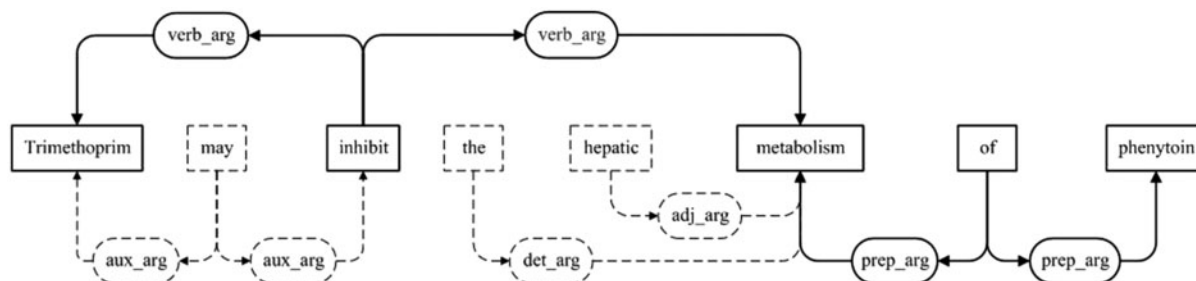 verb_arg verb_arg
Trimethoprim may inhibit the hepatic metabolism of phenytoin
adj_arg
aux_arg aux_arg det_arg prep_arg prep_arg